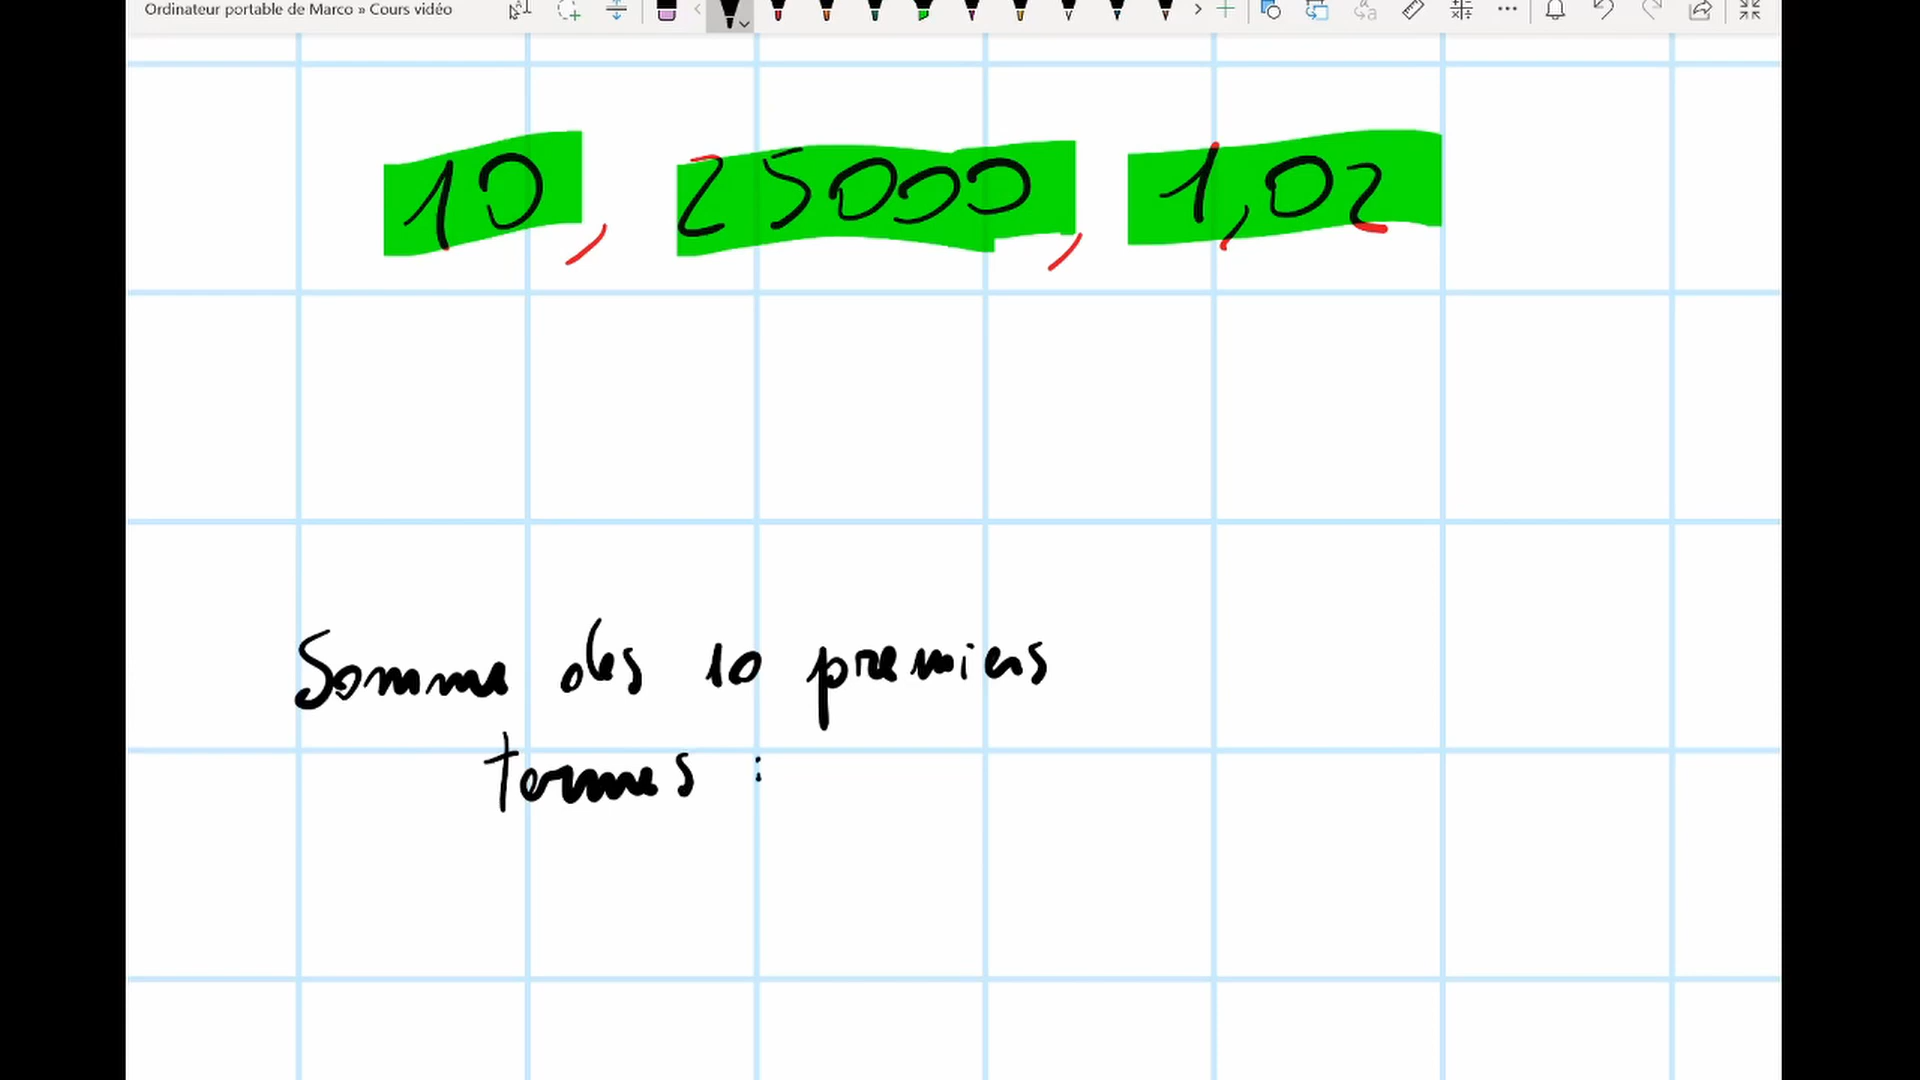 Ordinateur portable de Marco » Cours vidéo
10, 25000, 1,02
Somme des 10 premiers
termes :